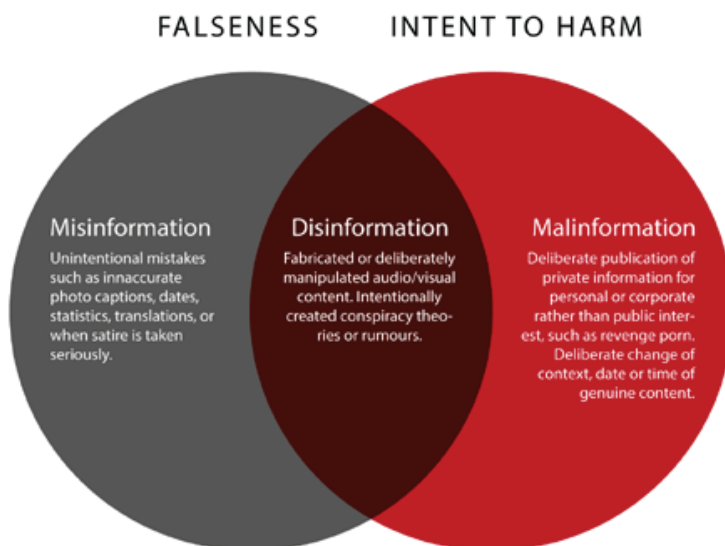 FALSENESS
INTENT TO HARM
Misinformation
Unintentional mistakes
such as innaccurate
photo captions, dates,
statistics, translations, or
when satire is taken
seriously.
Disinformation
Fabricated or deliberately
manipulated audio/visual
content. Intentionally
created conspiracy theo-
ries or rumours.
Malinformation
Deliberate publication of
private information for
personal or corporate
rather than public inter-
est, such as revenge porn.
Deliberate change of
context, date or time of
genuine content.